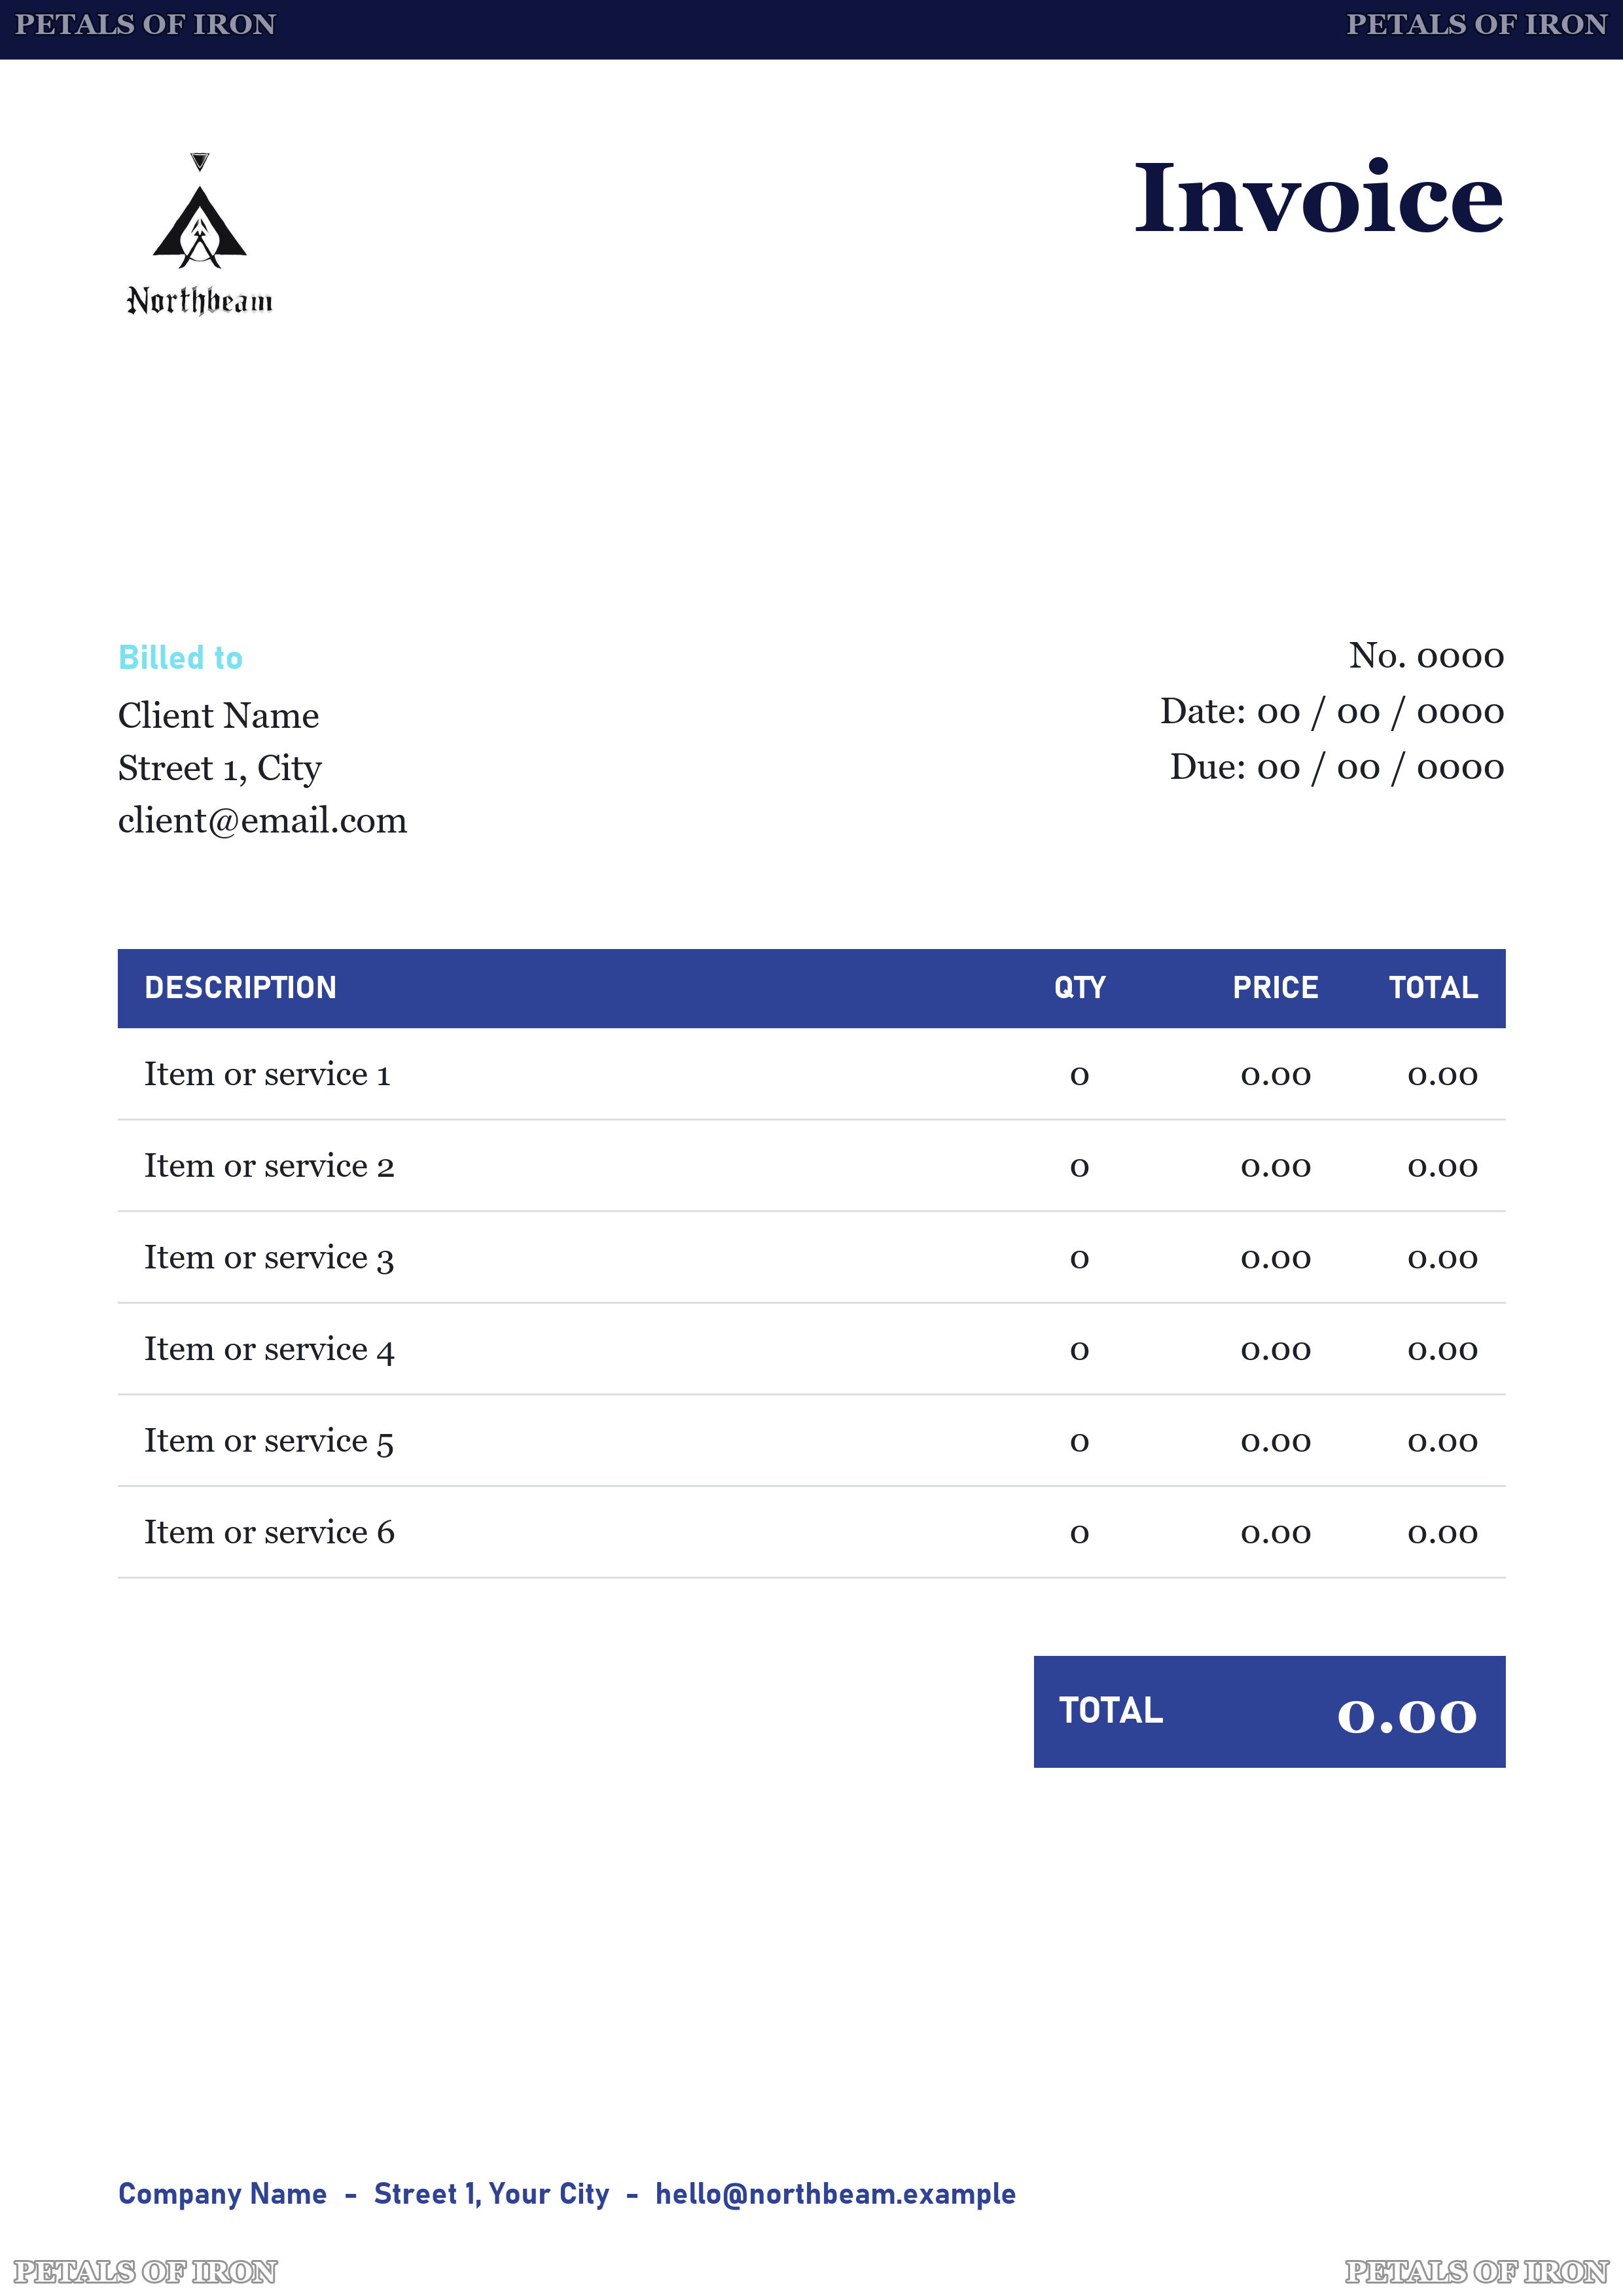 PETALS OF IRON PETALS OF IRON
Invoice
Northbeam
Billed to
Client Name
Street 1, City
client@email.com
No. 0000
Date: 00 / 00 / 0000
Due: 00 / 00 / 0000
DESCRIPTION QTY PRICE TOTAL
Item or service 1 0 0.00 0.00
Item or service 2 0 0.00 0.00
Item or service 3 0 0.00 0.00
Item or service 4 0 0.00 0.00
Item or service 5 0 0.00 0.00
Item or service 6 0 0.00 0.00
TOTAL 0.00
Company Name - Street 1, Your City - hello@northbeam.example
PETALS OF IRON PETALS OF IRON